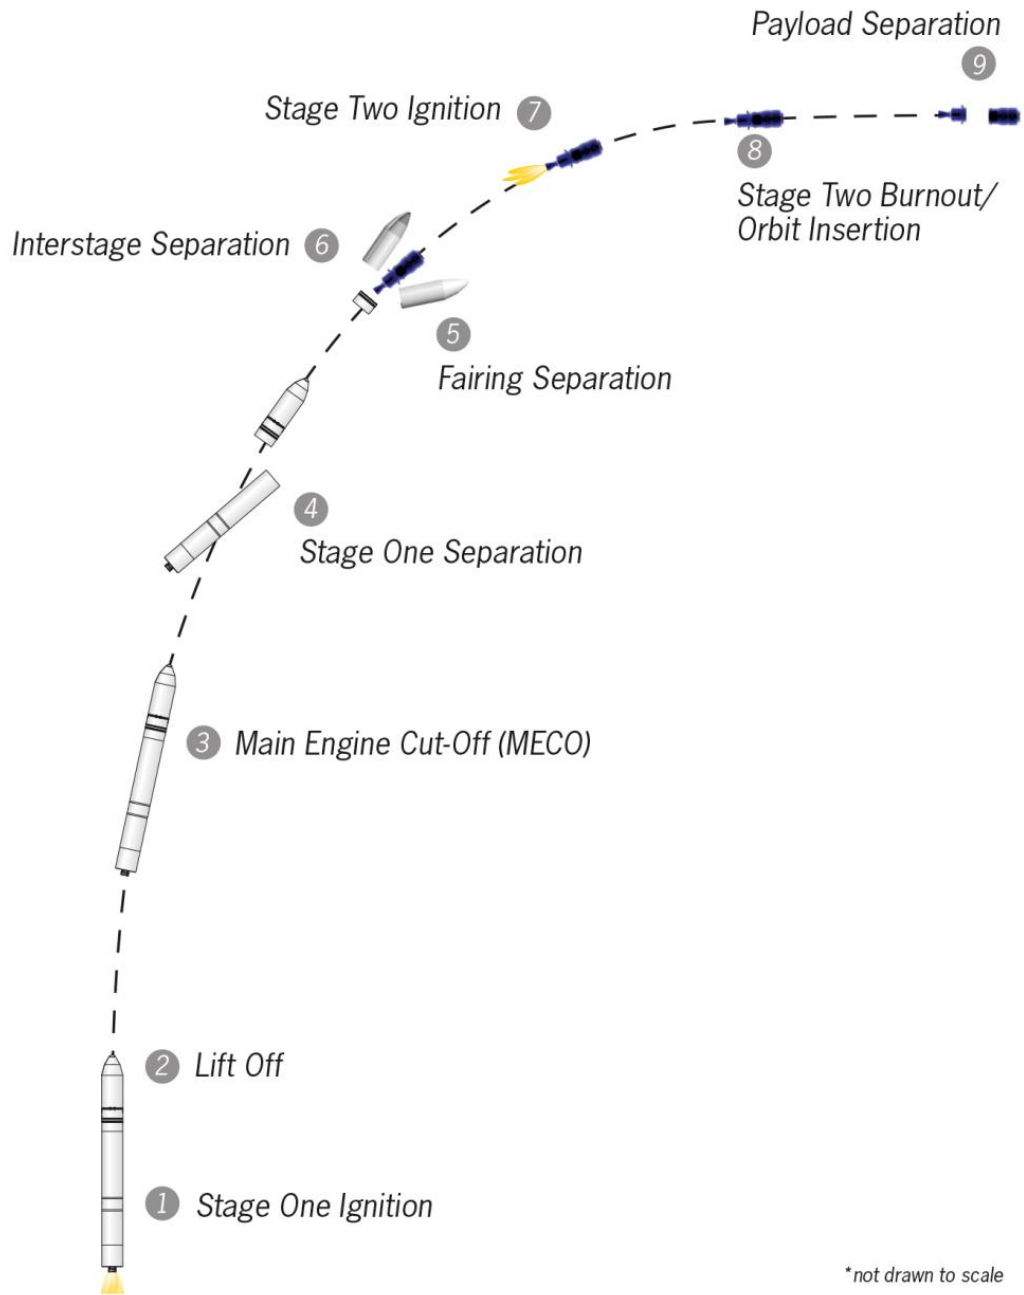 Payload Separation
9
Stage Two Ignition 7
8
Stage Two Burnout/
Orbit Insertion
Interstage Separation 6
5
Fairing Separation
4
Stage One Separation
3 Main Engine Cut-Off (MECO)
2 Lift Off
1 Stage One Ignition
*not drawn to scale